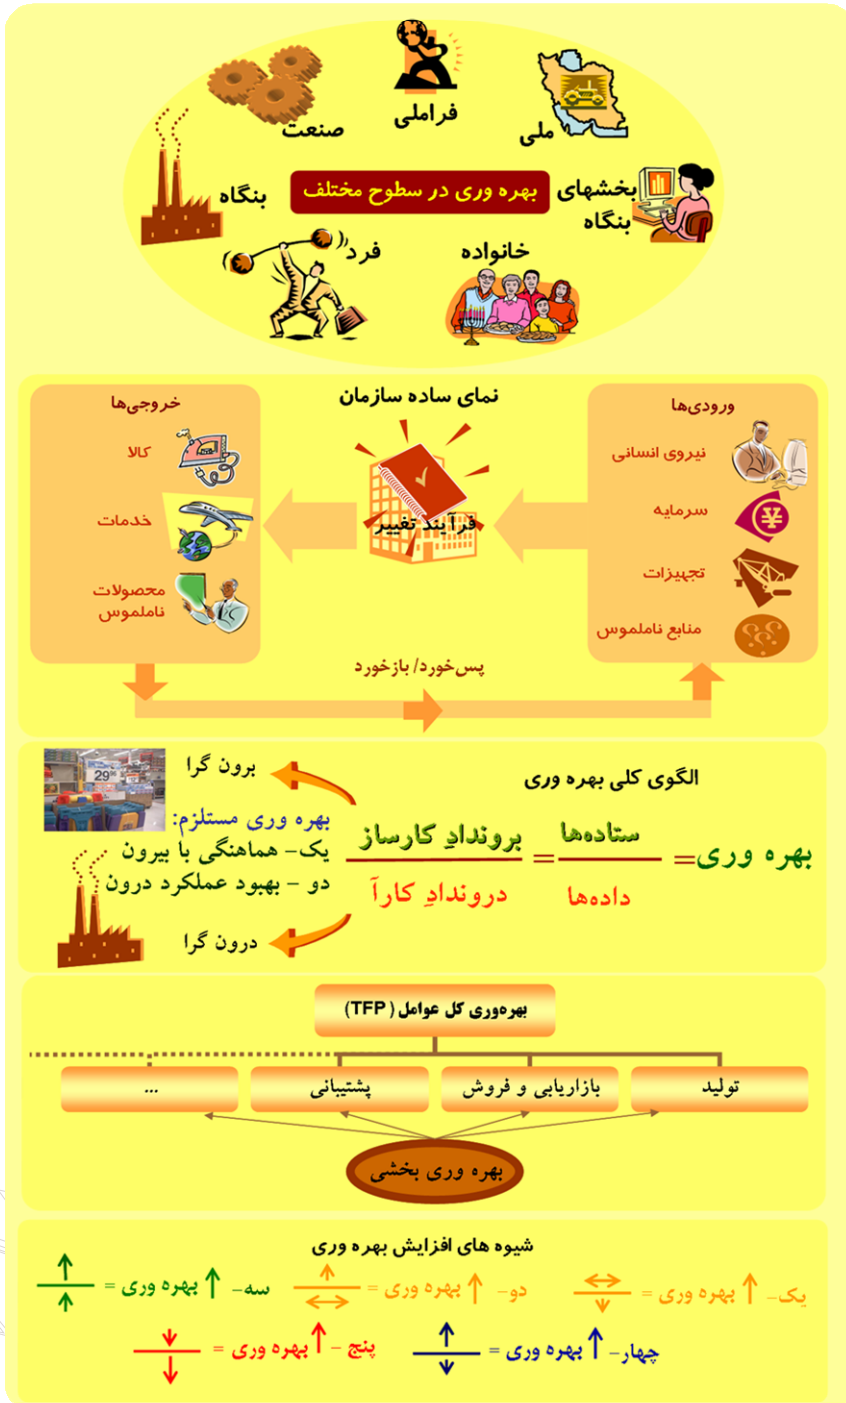 فراملی
ملی
صنعت
بهره وری در سطوح مختلف
بخشهای
بنگاه
بنگاه
خانواده
فرد
نمای ساده سازمان
ورودی‌ها
نیروی انسانی
سرمایه
تجهیزات
منابع ناملموس
فرآیند تغییر
خروجی‌ها
کالا
خدمات
محصولات
ناملموس
پس‌خورد/ بازخورد
الگوی کلی بهره وری
بهره وری = ستاده‌ها / داده‌ها = بروندادِ کارساز / دروندادِ کارآ
برون گرا
29
بهره وری مستلزم:
یک- هماهنگی با بیرون
دو - بهبود عملکرد درون
درون گرا
بهره‌وری کل عوامل (TFP)
تولید
بازاریابی و فروش
پشتیبانی
...
بهره وری بخشی
شیوه های افزایش بهره وری
یک- ↑ بهره وری = ↔ / ↓
دو- ↑ بهره وری = ↑ / ↔
سه- ↑ بهره وری = ↑ / ↑
چهار- ↑ بهره وری = ↑ / ↓
پنج - ↑ بهره وری = ↓ / ↓